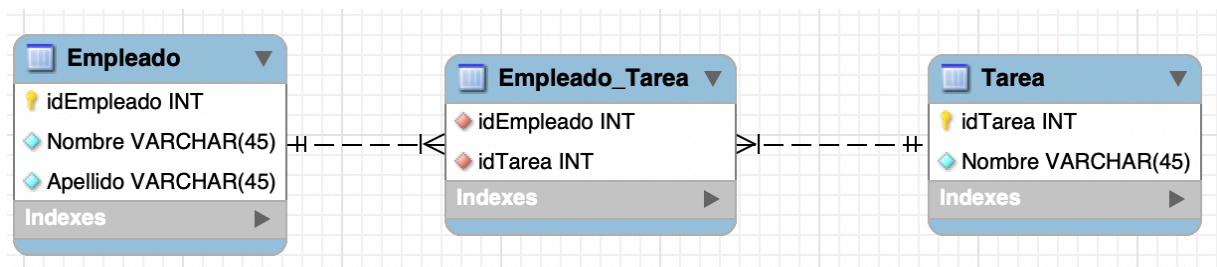 Empleado
idEmpleado INT
Nombre VARCHAR(45)
Apellido VARCHAR(45)
Indexes
Empleado_Tarea
idEmpleado INT
idTarea INT
Indexes
Tarea
idTarea INT
Nombre VARCHAR(45)
Indexes